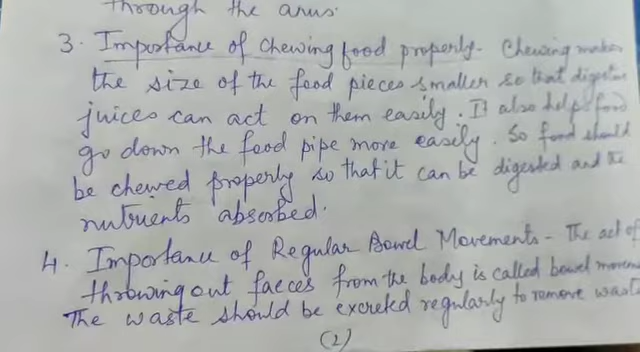 through the anus.
3. Importance of Chewing food properly- Chewing makes
the size of the food pieces smaller so that digestive
juices can act on them easily. It also helps food
go down the food pipe more easily. So food should
be chewed properly so that it can be digested and the
nutrients absorbed.
4. Importance of Regular Bowel Movements - The act of
throwing out faeces from the body is called bowel
The waste should be excreted regularly to remove waste
(2)